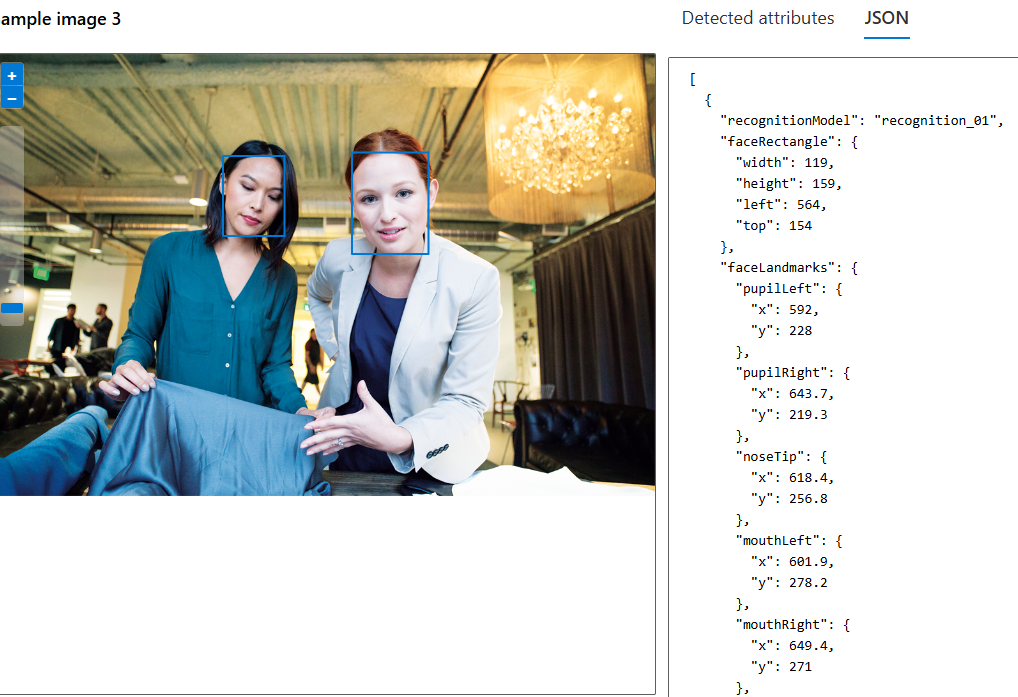 ample image 3
Detected attributes
JSON
+
−
[
{
"recognitionModel": "recognition_01",
"faceRectangle": {
"width": 119,
"height": 159,
"left": 564,
"top": 154
},
"faceLandmarks": {
"pupilLeft": {
"x": 592,
"y": 228
},
"pupilRight": {
"x": 643.7,
"y": 219.3
},
"noseTip": {
"x": 618.4,
"y": 256.8
},
"mouthLeft": {
"x": 601.9,
"y": 278.2
},
"mouthRight": {
"x": 649.4,
"y": 271
},